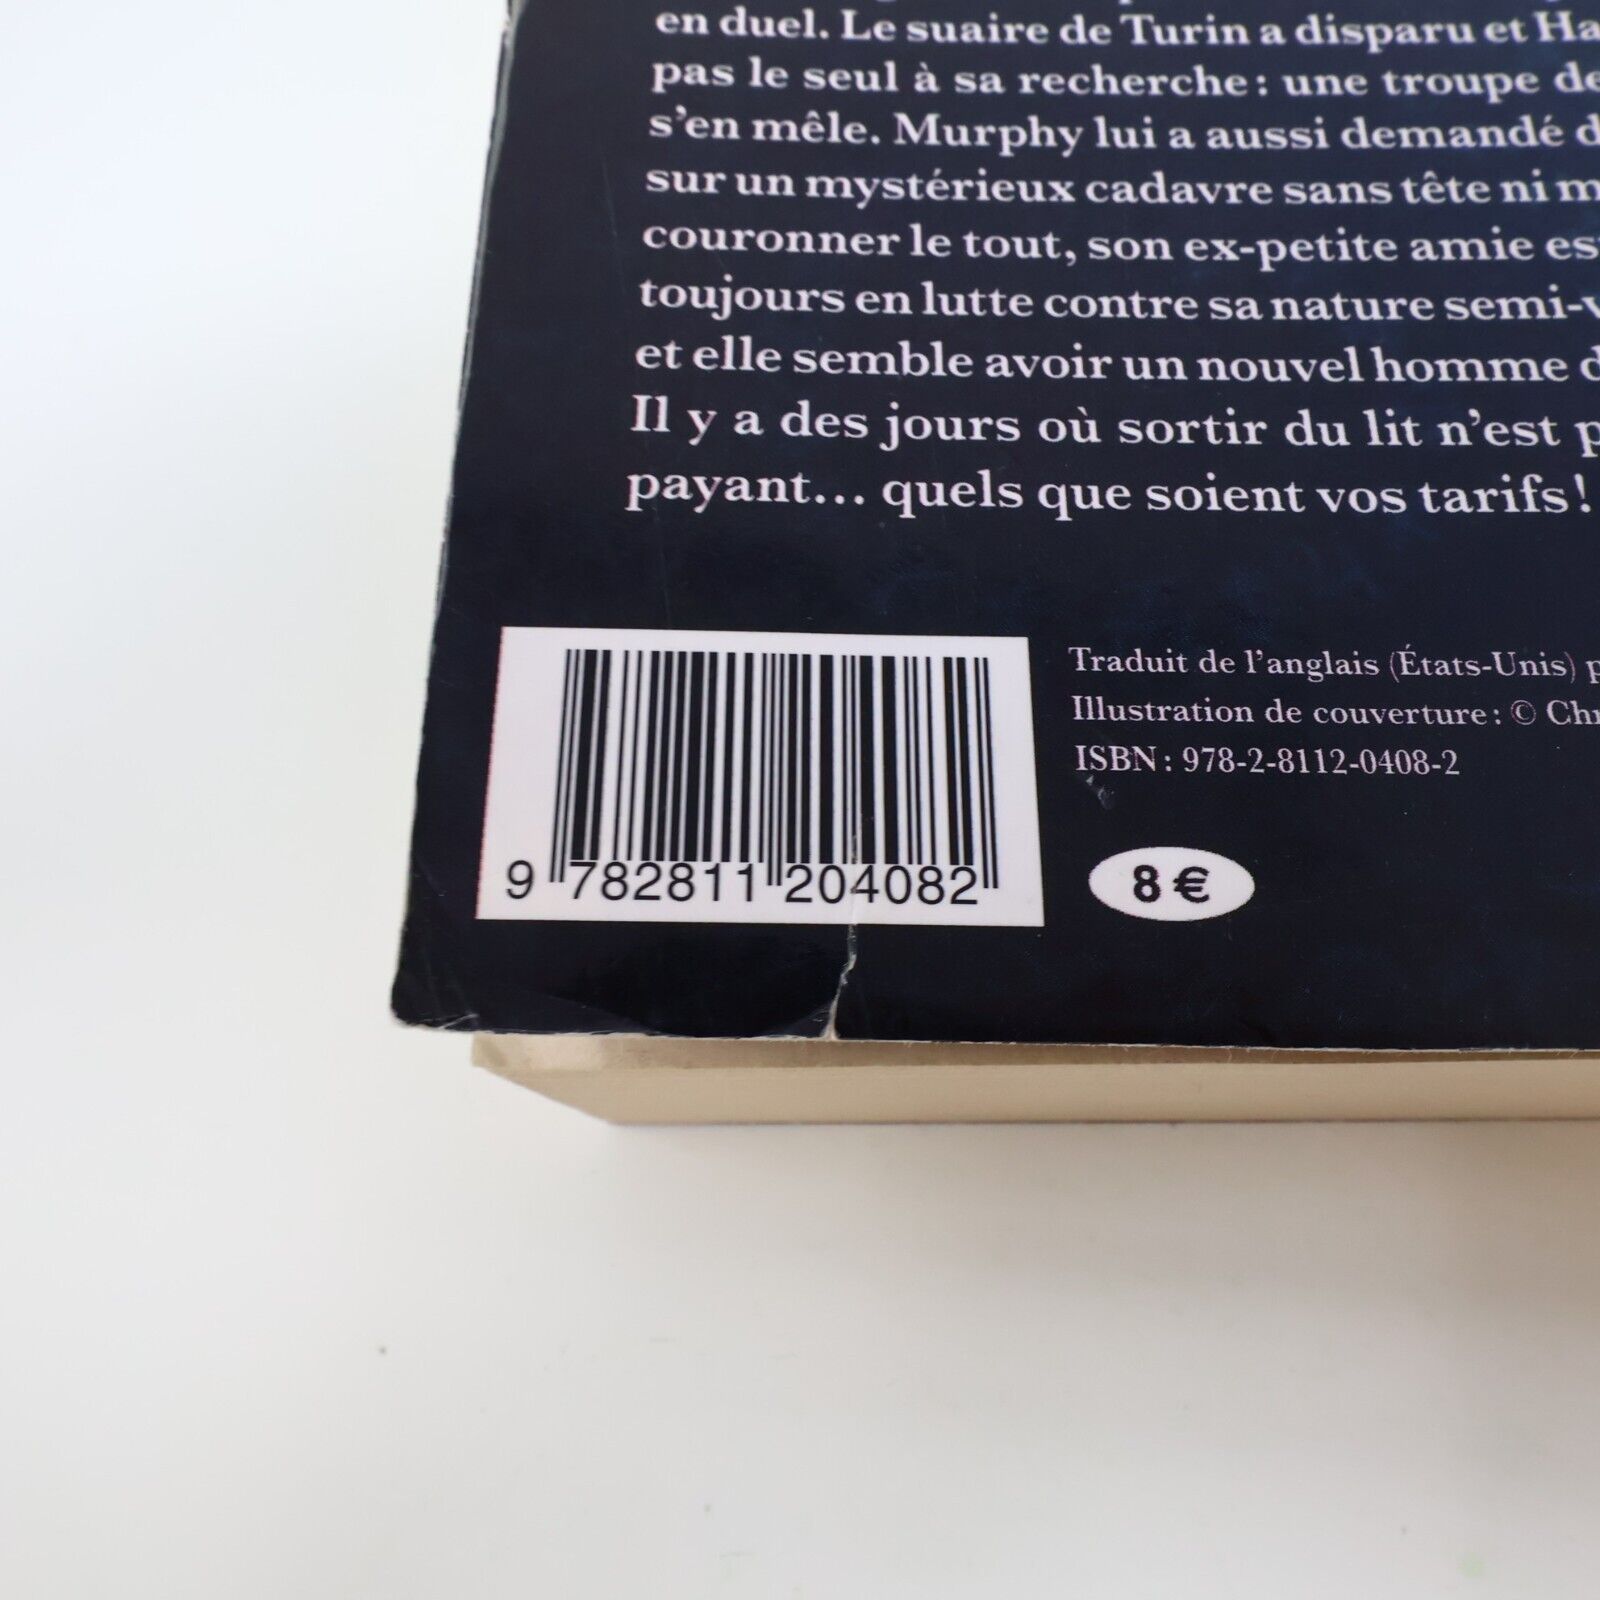 en duel. Le suaire de Turin a disparu et Ha
pas le seul à sa recherche : une troupe de
s'en mêle. Murphy lui a aussi demandé d
sur un mystérieux cadavre sans tête ni m
couronner le tout, son ex-petite amie es
toujours en lutte contre sa nature semi-v
et elle semble avoir un nouvel homme d
Il y a des jours où sortir du lit n'est p
payant… quels que soient vos tarifs !
Traduit de l'anglais (États-Unis) p
Illustration de couverture : © Chr
ISBN : 978-2-8112-0408-2
9 782811 204082
8 €